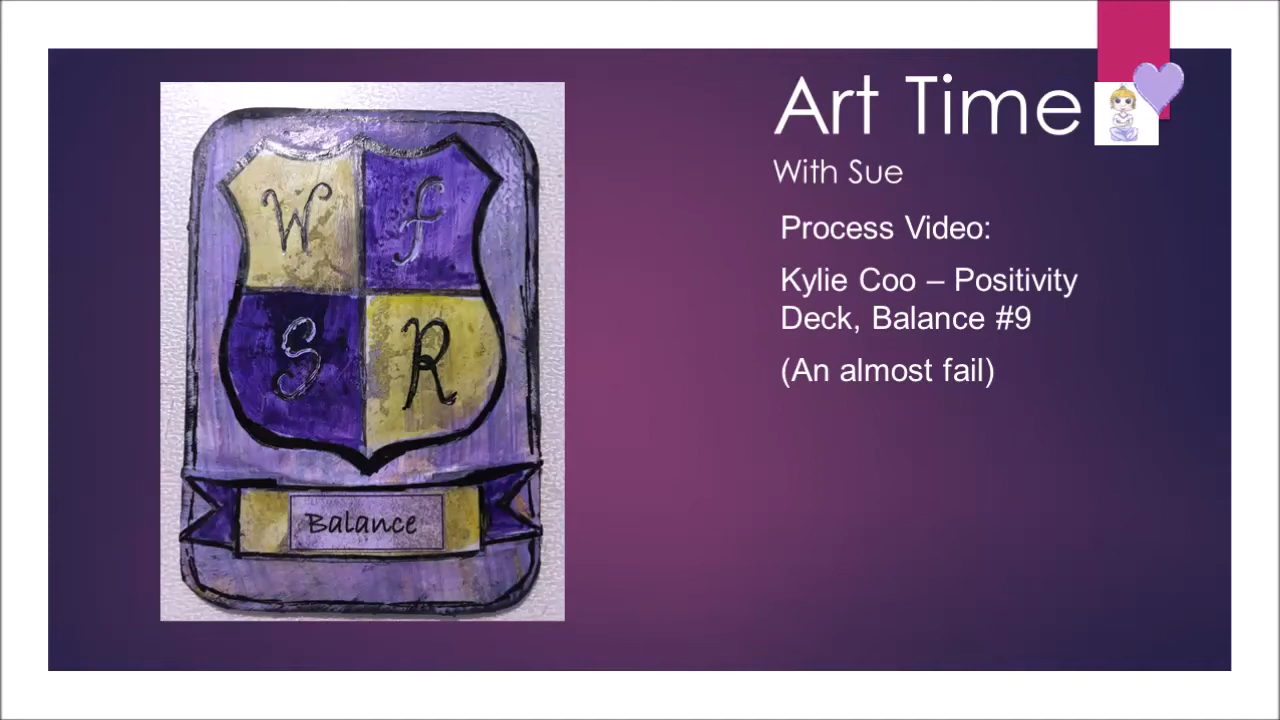 Art Time
With Sue
Process Video:
Kylie Coo – Positivity
Deck, Balance #9
(An almost fail)
W F
S R
Balance